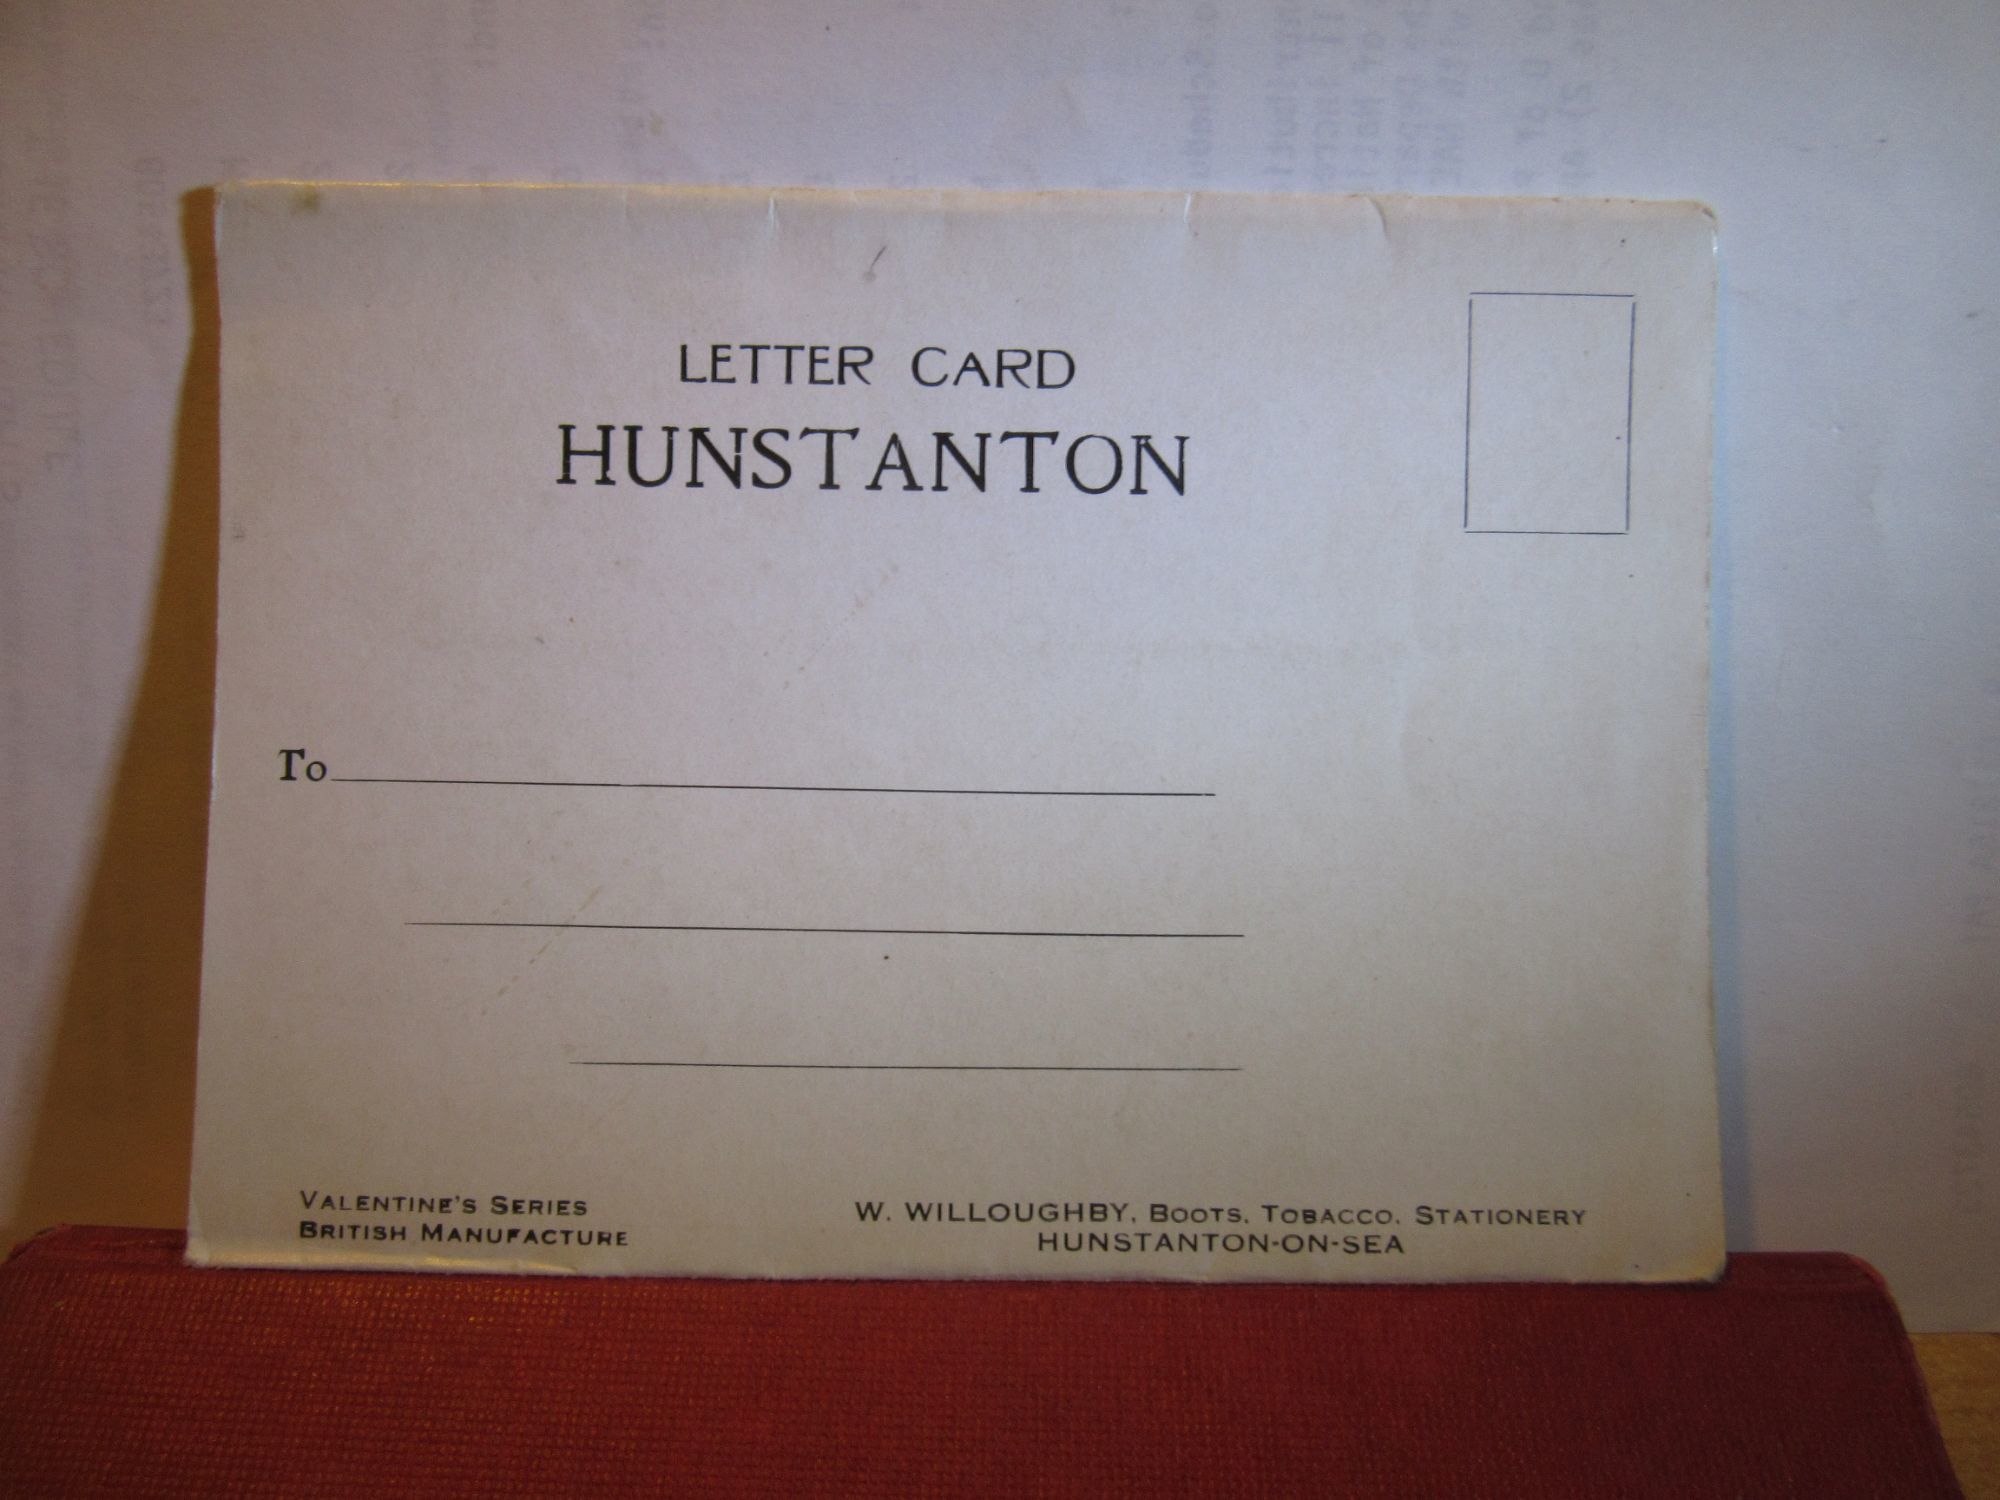 LETTER CARD
HUNSTANTON
To
VALENTINE'S SERIES
BRITISH MANUFACTURE
W. WILLOUGHBY, BOOTS, TOBACCO, STATIONERY
HUNSTANTON-ON-SEA